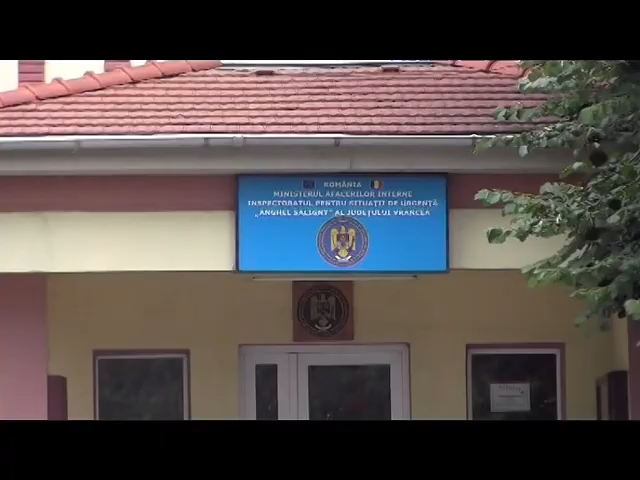 ROMÂNIA
MINISTERUL AFACERILOR INTERNE
INSPECTORATUL PENTRU SITUAȚII DE URGENȚĂ
„ANGHEL SALIGNY" AL JUDEȚULUI VRANCEA